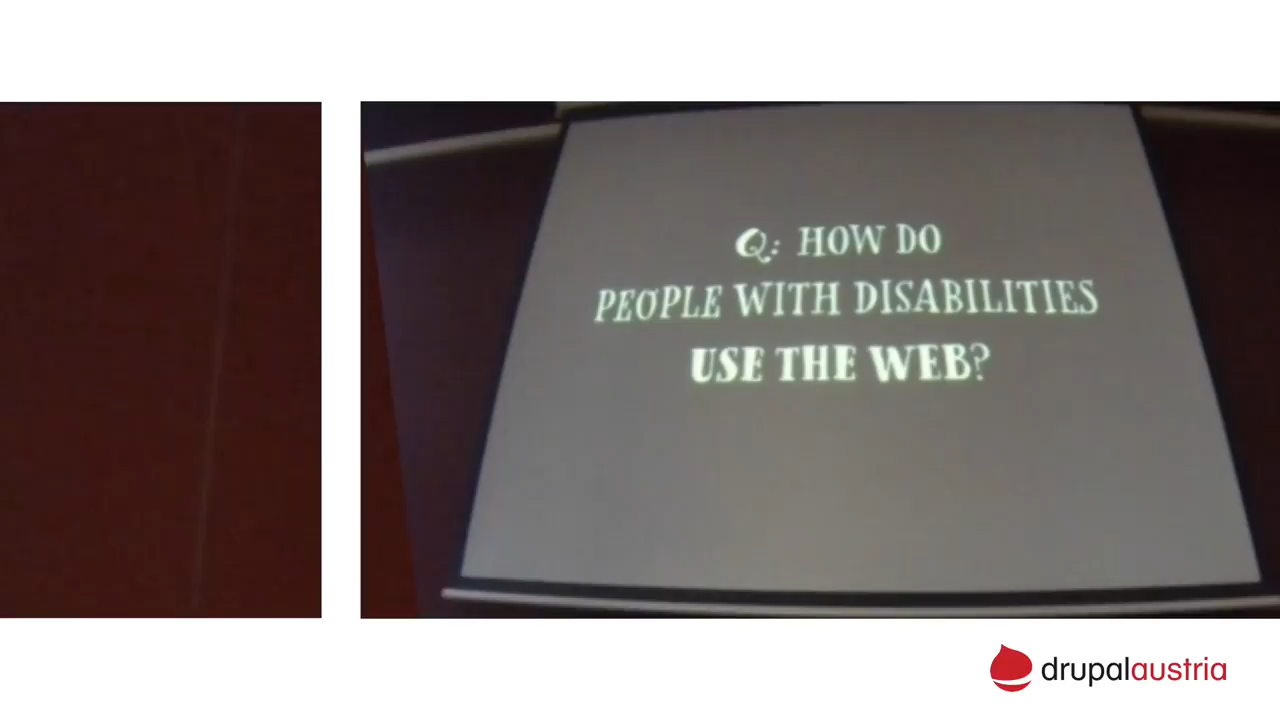 Q: HOW DO
PEOPLE WITH DISABILITIES
USE THE WEB?
drupalaustria